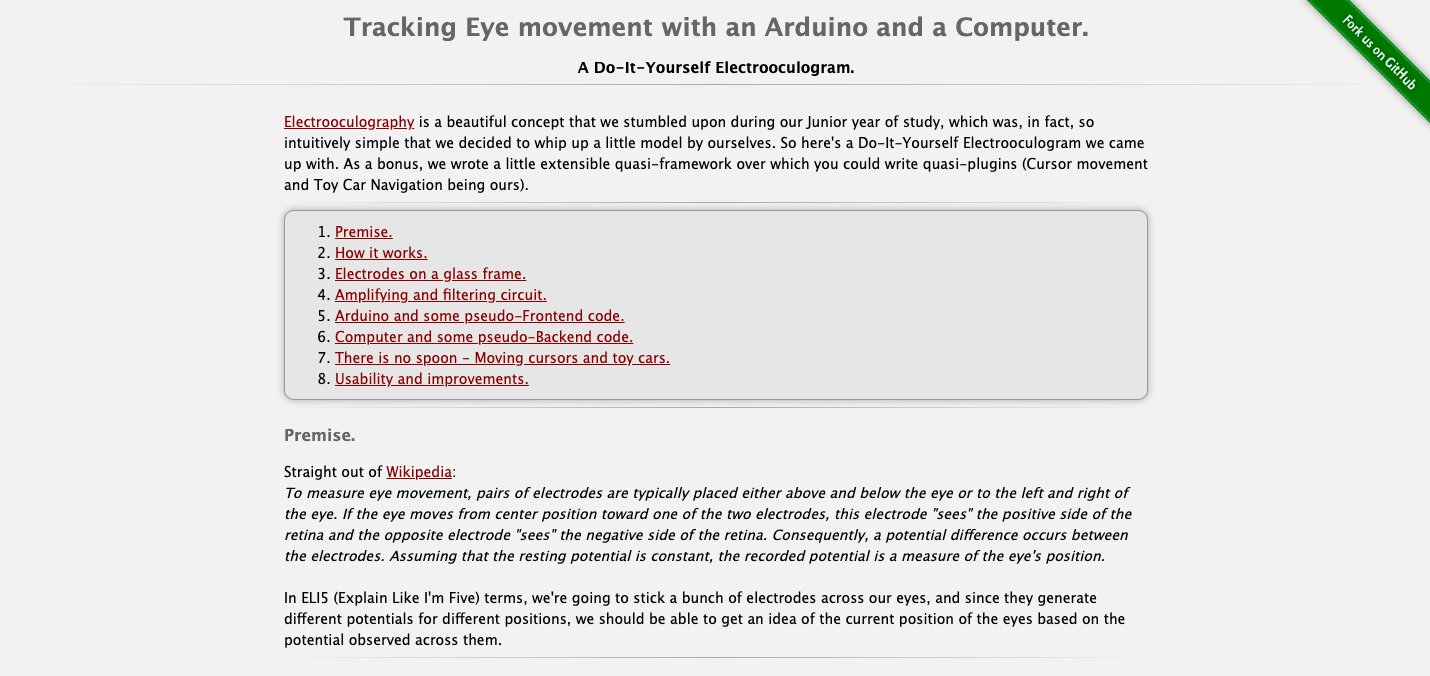 Tracking Eye movement with an Arduino and a Computer.
Fork us on GitHub
A Do-It-Yourself Electrooculogram.
Electrooculography is a beautiful concept that we stumbled upon during our Junior year of study, which was, in fact, so
intuitively simple that we decided to whip up a little model by ourselves. So here's a Do-It-Yourself Electrooculogram we came
up with. As a bonus, we wrote a little extensible quasi-framework over which you could write quasi-plugins (Cursor movement
and Toy Car Navigation being ours).
1. Premise.
2. How it works.
3. Electrodes on a glass frame.
4. Amplifying and filtering circuit.
5. Arduino and some pseudo-Frontend code.
6. Computer and some pseudo-Backend code.
7. There is no spoon - Moving cursors and toy cars.
8. Usability and improvements.
Premise.
Straight out of Wikipedia:
To measure eye movement, pairs of electrodes are typically placed either above and below the eye or to the left and right of
the eye. If the eye moves from center position toward one of the two electrodes, this electrode "sees" the positive side of the
retina and the opposite electrode "sees" the negative side of the retina. Consequently, a potential difference occurs between
the electrodes. Assuming that the resting potential is constant, the recorded potential is a measure of the eye's position.
In ELI5 (Explain Like I'm Five) terms, we're going to stick a bunch of electrodes across our eyes, and since they generate
different potentials for different positions, we should be able to get an idea of the current position of the eyes based on the
potential observed across them.